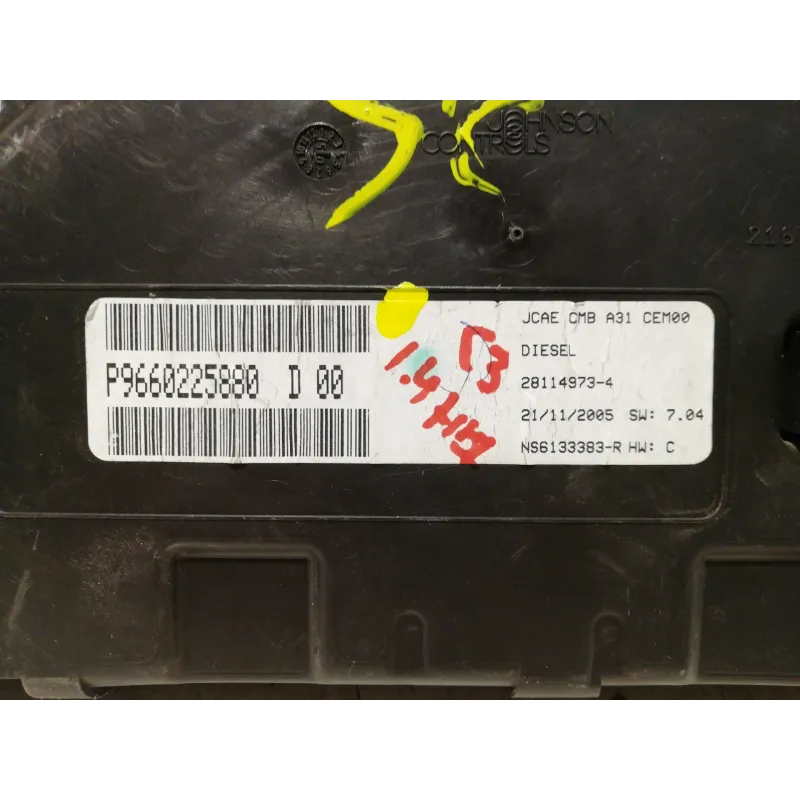 JOHNSON
CONTROLS
216
P9660225880 D 00
C3
1.4 HDI
JCAE CMB A31 CEM00
DIESEL
28114973-4
21/11/2005 SW: 7.04
NS6133383-R HW: C